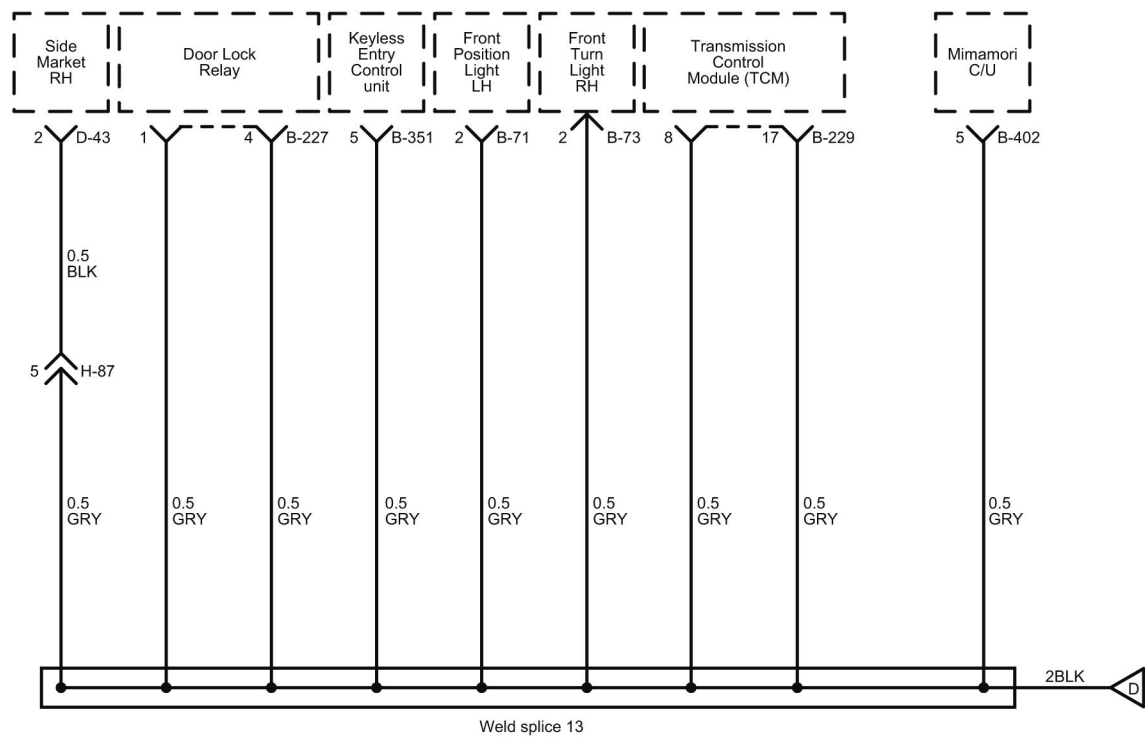 Side
Market
RH
Door Lock
Relay
Keyless
Entry
Control
unit
Front
Position
Light
LH
Front
Turn
Light
RH
Transmission
Control
Module (TCM)
Mimamori
C/U
2 D-43
1
4 B-227
5 B-351
2 B-71
2 B-73
8
17 B-229
5 B-402
0.5
BLK
5 H-87
0.5
GRY
0.5
GRY
0.5
GRY
0.5
GRY
0.5
GRY
0.5
GRY
0.5
GRY
0.5
GRY
0.5
GRY
2BLK
D
Weld splice 13